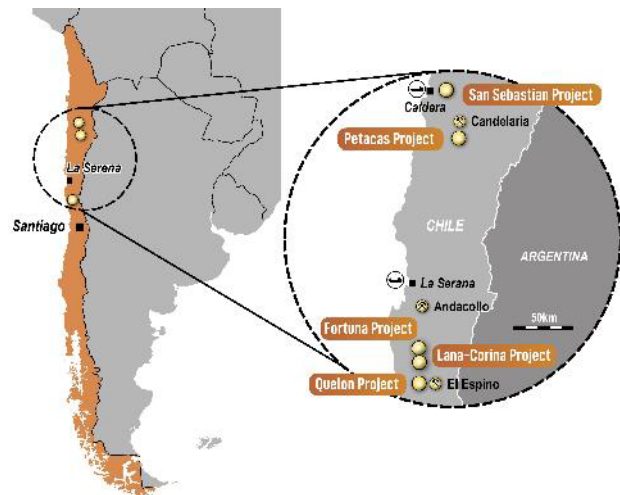 La Serena
Santiago
Caldera
San Sebastian Project
Candelaria
Petacas Project
CHILE
ARGENTINA
La Serana
Andacollo
50km
Fortuna Project
Lana-Corina Project
Quelon Project
El Espino